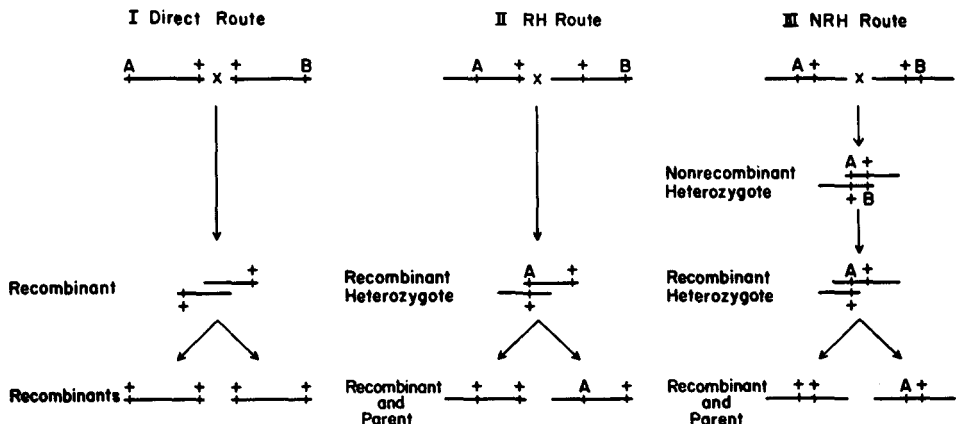 I Direct Route
II RH Route
III NRH Route
A + x + B
A + x + B
A + x + B
Nonrecombinant
Heterozygote
A +
+ B
Recombinant
+
+
Recombinant
Heterozygote
A +
+
Recombinant
Heterozygote
A +
+
Recombinants
+ + + +
Recombinant
and
Parent
+ + A +
Recombinant
and
Parent
++ A+